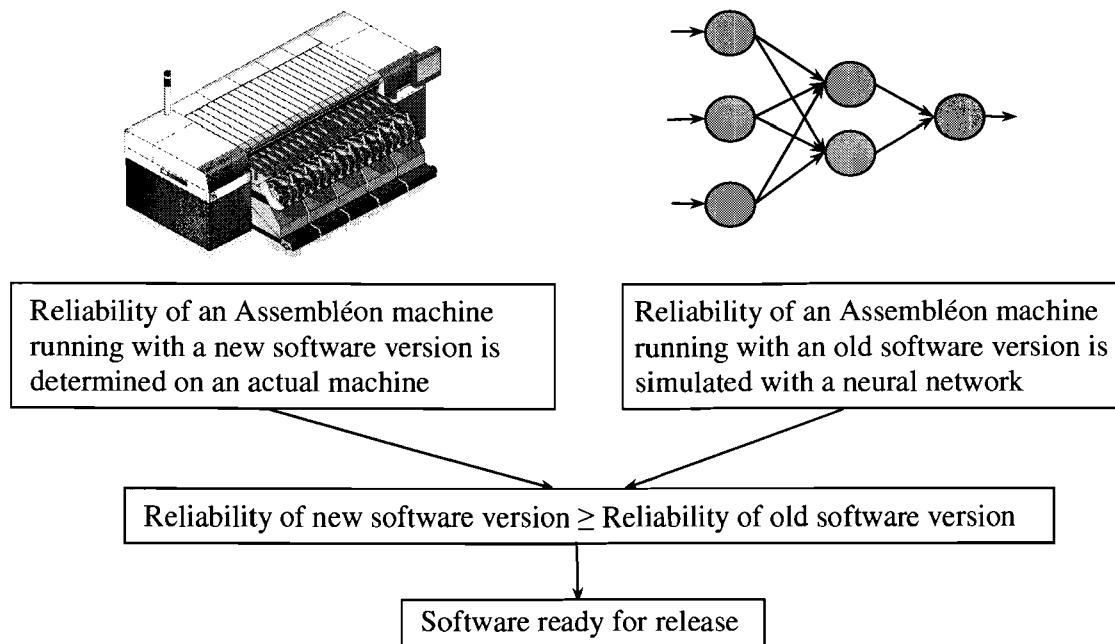 Reliability of an Assembléon machine
running with a new software version is
determined on an actual machine
Reliability of an Assembléon machine
running with an old software version is
simulated with a neural network
Reliability of new software version ≥ Reliability of old software version
Software ready for release